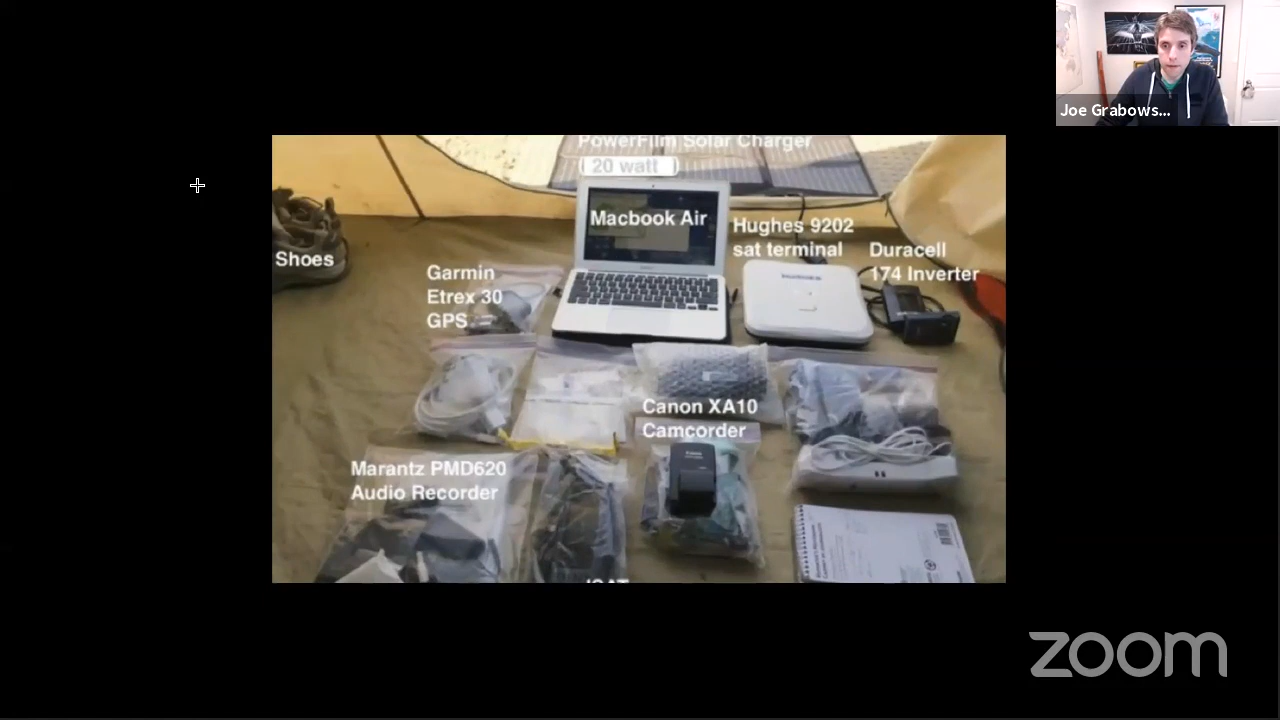 Joe Grabows...
PowerFilm Solar Charger
20 watt
Macbook Air
Hughes 9202
sat terminal
Duracell
174 Inverter
Shoes
Garmin
Etrex 30
GPS
Canon XA10
Camcorder
Marantz PMD620
Audio Recorder
zoom